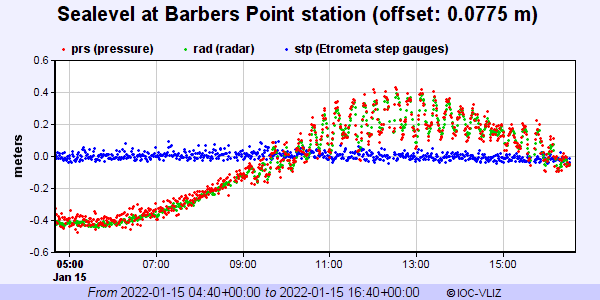 Sealevel at Barbers Point station (offset: 0.0775 m)
prs (pressure) rad (radar) stp (Etrometa step gauges)
meters
0.6
0.4
0.2
0.0
-0.2
-0.4
-0.6
05:00 07:00 09:00 11:00 13:00 15:00
Jan 15
From 2022-01-15 04:40+00:00 to 2022-01-15 16:40+00:00 © IOC-VLIZ